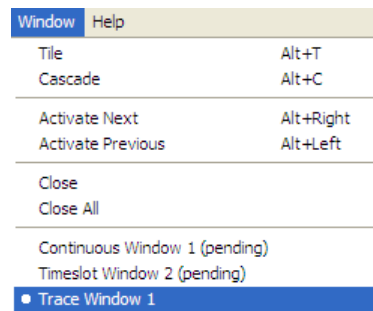 Window Help
Tile Alt+T
Cascade Alt+C
Activate Next Alt+Right
Activate Previous Alt+Left
Close
Close All
Continuous Window 1 (pending)
Timeslot Window 2 (pending)
Trace Window 1